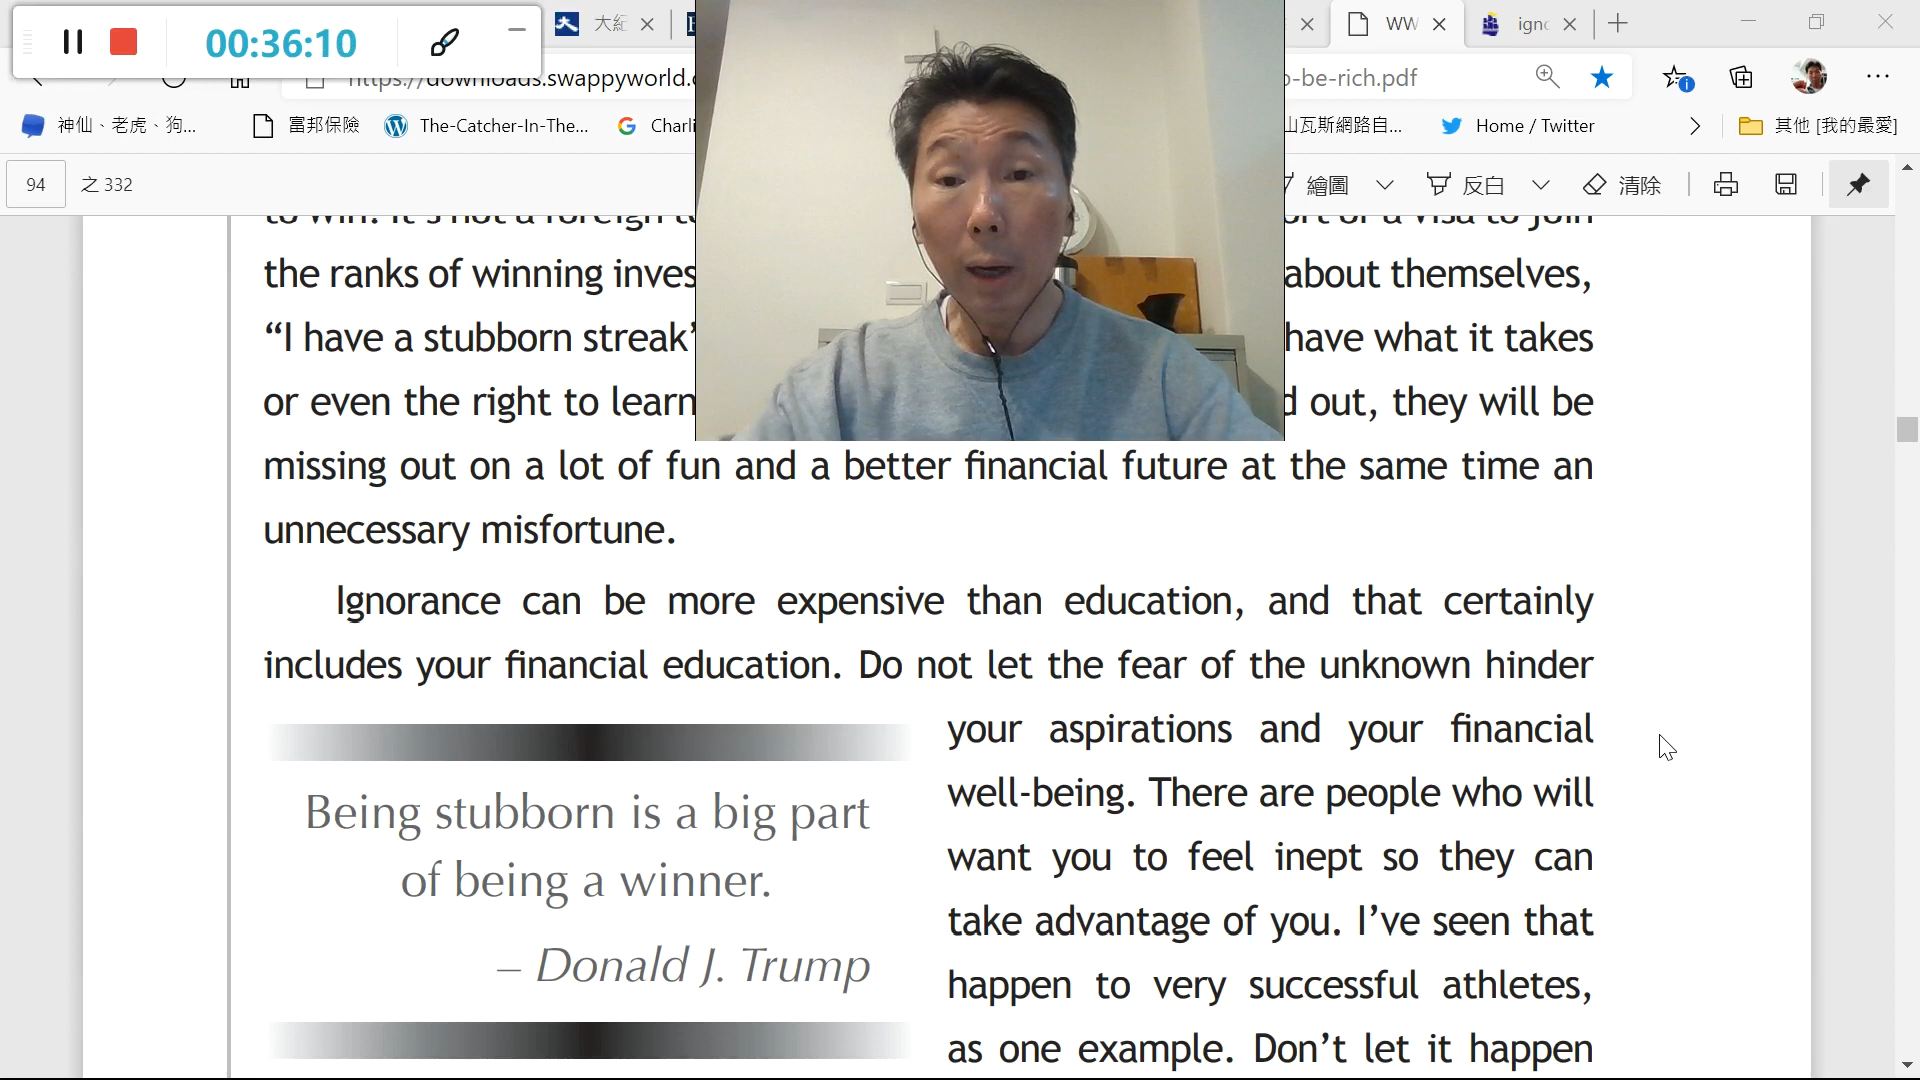 00:36:10
大紀
WW
igno
https://downloads.swappyworld.
o-be-rich.pdf
神仙、老虎、狗...
富邦保險
The-Catcher-In-The...
Charli
山瓦斯網路自...
Home / Twitter
其他 [我的最愛]
94 之 332
繪圖
反白
清除
the ranks of winning inves about themselves,
“I have a stubborn streak” have what it takes
or even the right to learn d out, they will be
missing out on a lot of fun and a better financial future at the same time an
unnecessary misfortune.
Ignorance can be more expensive than education, and that certainly
includes your financial education. Do not let the fear of the unknown hinder
your aspirations and your financial
well-being. There are people who will
want you to feel inept so they can
take advantage of you. I’ve seen that
happen to very successful athletes,
as one example. Don’t let it happen
Being stubborn is a big part
of being a winner.
– Donald J. Trump